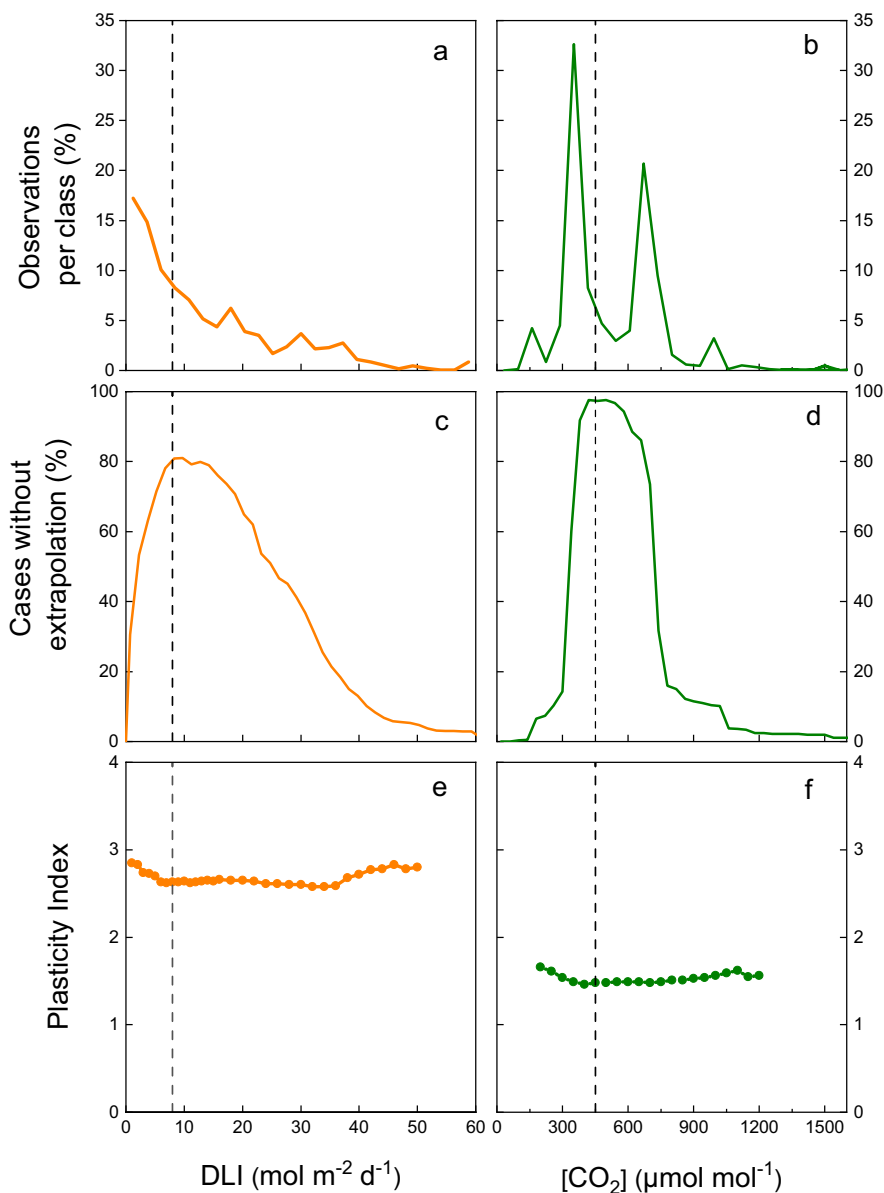 35
30
25
20
15
10
5
0
a
b
35
30
25
20
15
10
5
0
Observations
per class (%)
100
80
60
40
20
0
c
d
100
80
60
40
20
0
Cases without
extrapolation (%)
4
3
2
1
0
e
f
4
3
2
1
0
Plasticity Index
0 10 20 30 40 50 60
0 300 600 900 1200 1500
DLI (mol m-2 d-1)
[CO2] (µmol mol-1)